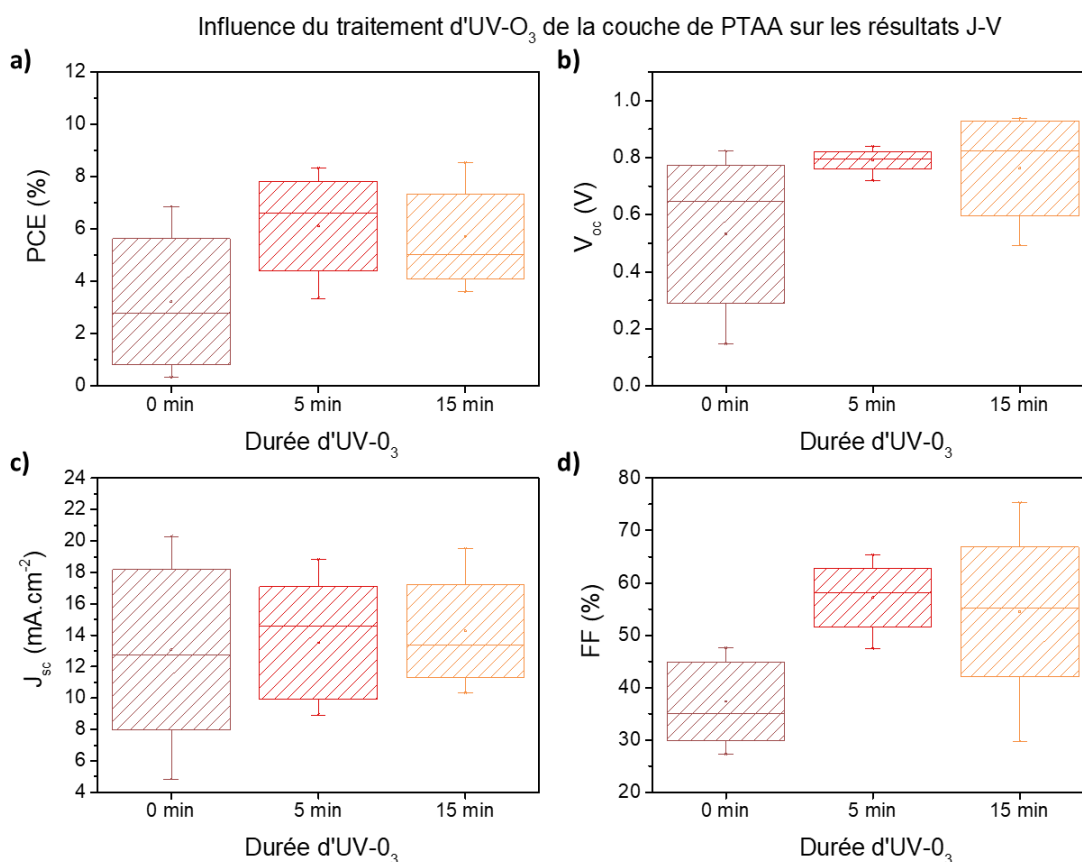 Influence du traitement d'UV-O₃ de la couche de PTAA sur les résultats J-V
a)
12
10
8
6
4
2
0
PCE (%)
0 min 5 min 15 min
Durée d'UV-0₃
b)
1.0
0.8
0.6
0.4
0.2
0.0
V_oc (V)
0 min 5 min 15 min
Durée d'UV-0₃
c)
24
22
20
18
16
14
12
10
8
6
4
J_sc (mA.cm⁻²)
0 min 5 min 15 min
Durée d'UV-0₃
d)
80
70
60
50
40
30
20
FF (%)
0 min 5 min 15 min
Durée d'UV-0₃